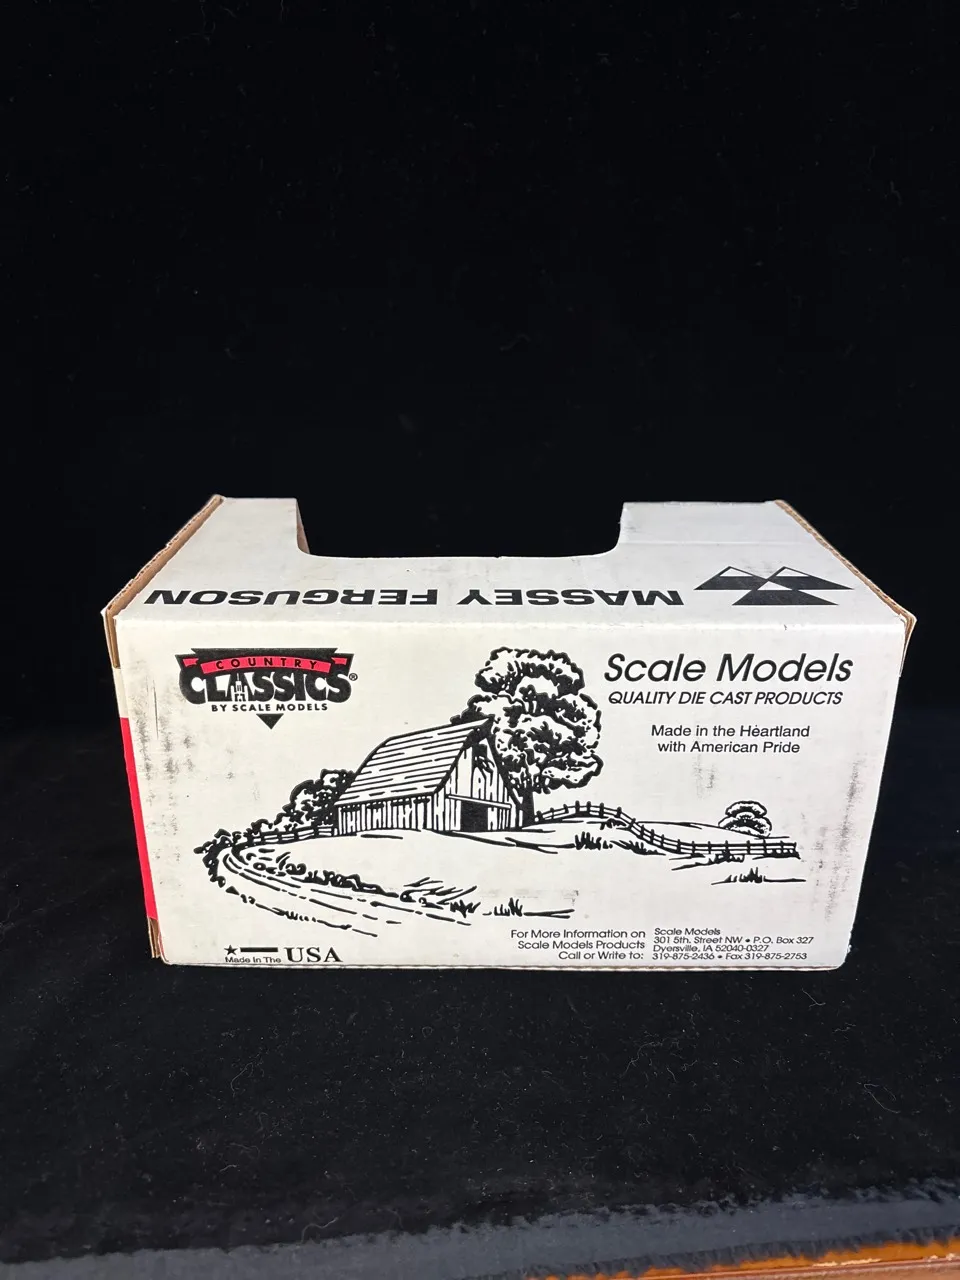 MASSEY FERGUSON
COUNTRY
CLASSICS®
BY SCALE MODELS
Scale Models
QUALITY DIE CAST PRODUCTS
Made in the Heartland
with American Pride
For More Information on
Scale Models Products
Call or Write to:
Scale Models
301 5th. Street NW • P.O. Box 327
Dyersville, IA 52040-0327
319-875-2436 • Fax 319-875-2753
Made In The USA